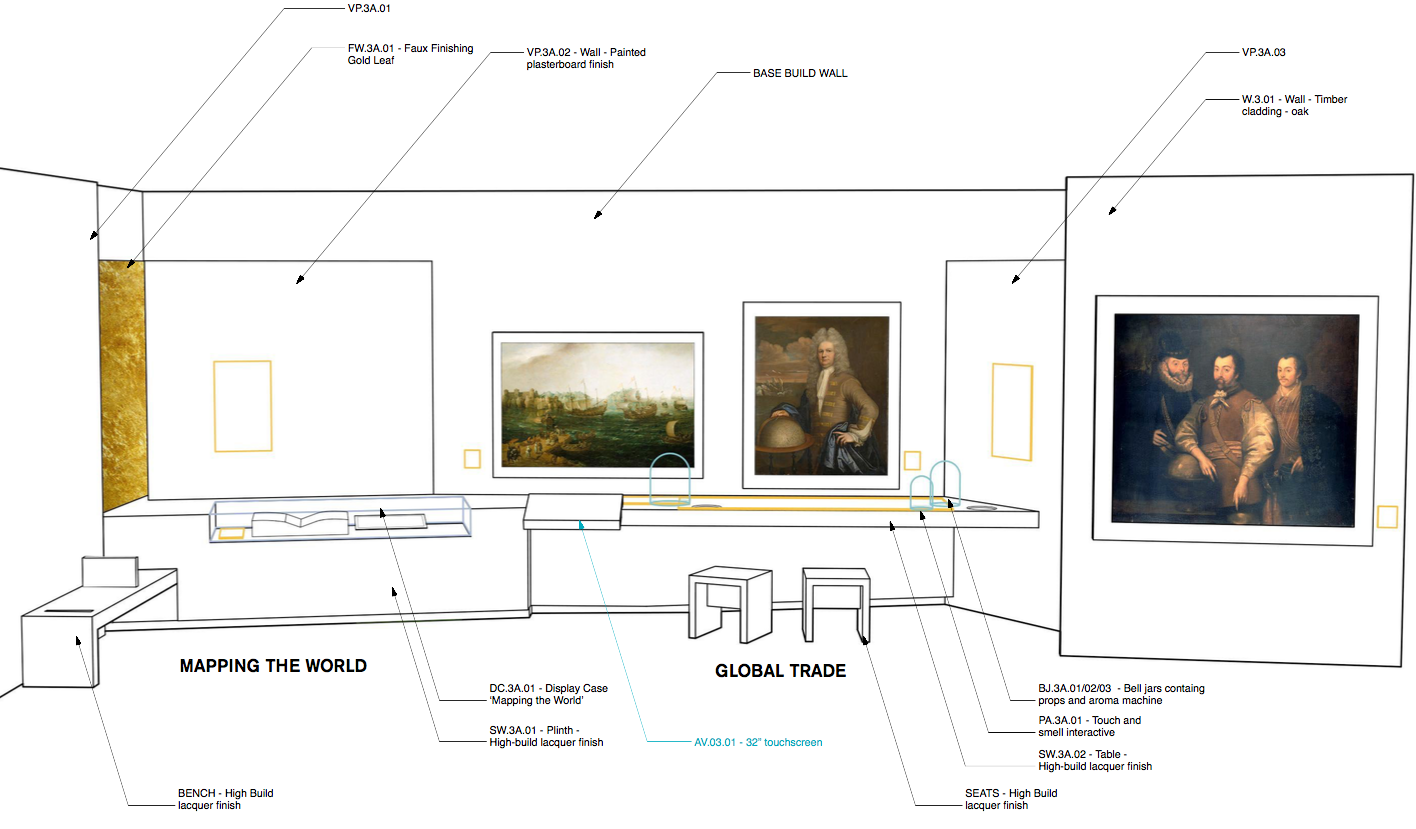 VP.3A.01
FW.3A.01 - Faux Finishing
Gold Leaf
VP.3A.02 - Wall - Painted
plasterboard finish
BASE BUILD WALL
VP.3A.03
W.3.01 - Wall - Timber
cladding - oak
MAPPING THE WORLD
GLOBAL TRADE
DC.3A.01 - Display Case
'Mapping the World'
SW.3A.01 - Plinth -
High-build lacquer finish
AV.03.01 - 32" touchscreen
BJ.3A.01/02/03 - Bell jars containg
props and aroma machine
PA.3A.01 - Touch and
smell interactive
SW.3A.02 - Table -
High-build lacquer finish
BENCH - High Build
lacquer finish
SEATS - High Build
lacquer finish